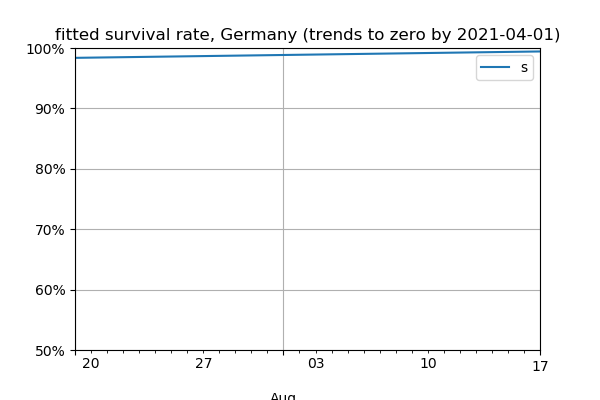 fitted survival rate, Germany (trends to zero by 2021-04-01)
100%
s
90%
80%
70%
60%
50%
20 27 03 10 17
Aug